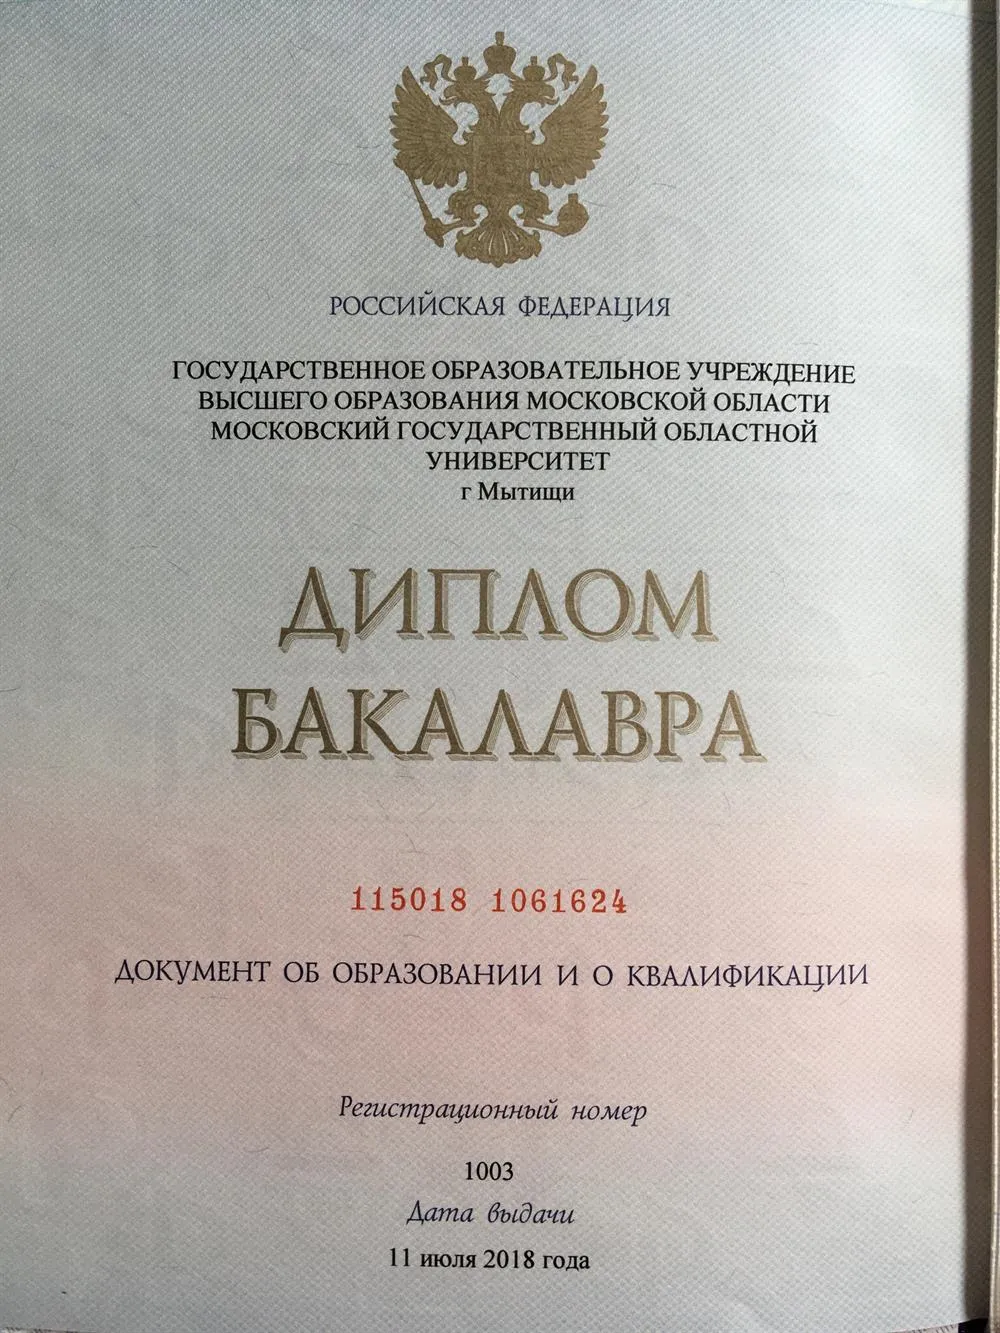 РОССИЙСКАЯ ФЕДЕРАЦИЯ
ГОСУДАРСТВЕННОЕ ОБРАЗОВАТЕЛЬНОЕ УЧРЕЖДЕНИЕ
ВЫСШЕГО ОБРАЗОВАНИЯ МОСКОВСКОЙ ОБЛАСТИ
МОСКОВСКИЙ ГОСУДАРСТВЕННЫЙ ОБЛАСТНОЙ
УНИВЕРСИТЕТ
г Мытищи
ДИПЛОМ
БАКАЛАВРА
115018 1061624
ДОКУМЕНТ ОБ ОБРАЗОВАНИИ И О КВАЛИФИКАЦИИ
Регистрационный номер
1003
Дата выдачи
11 июля 2018 года